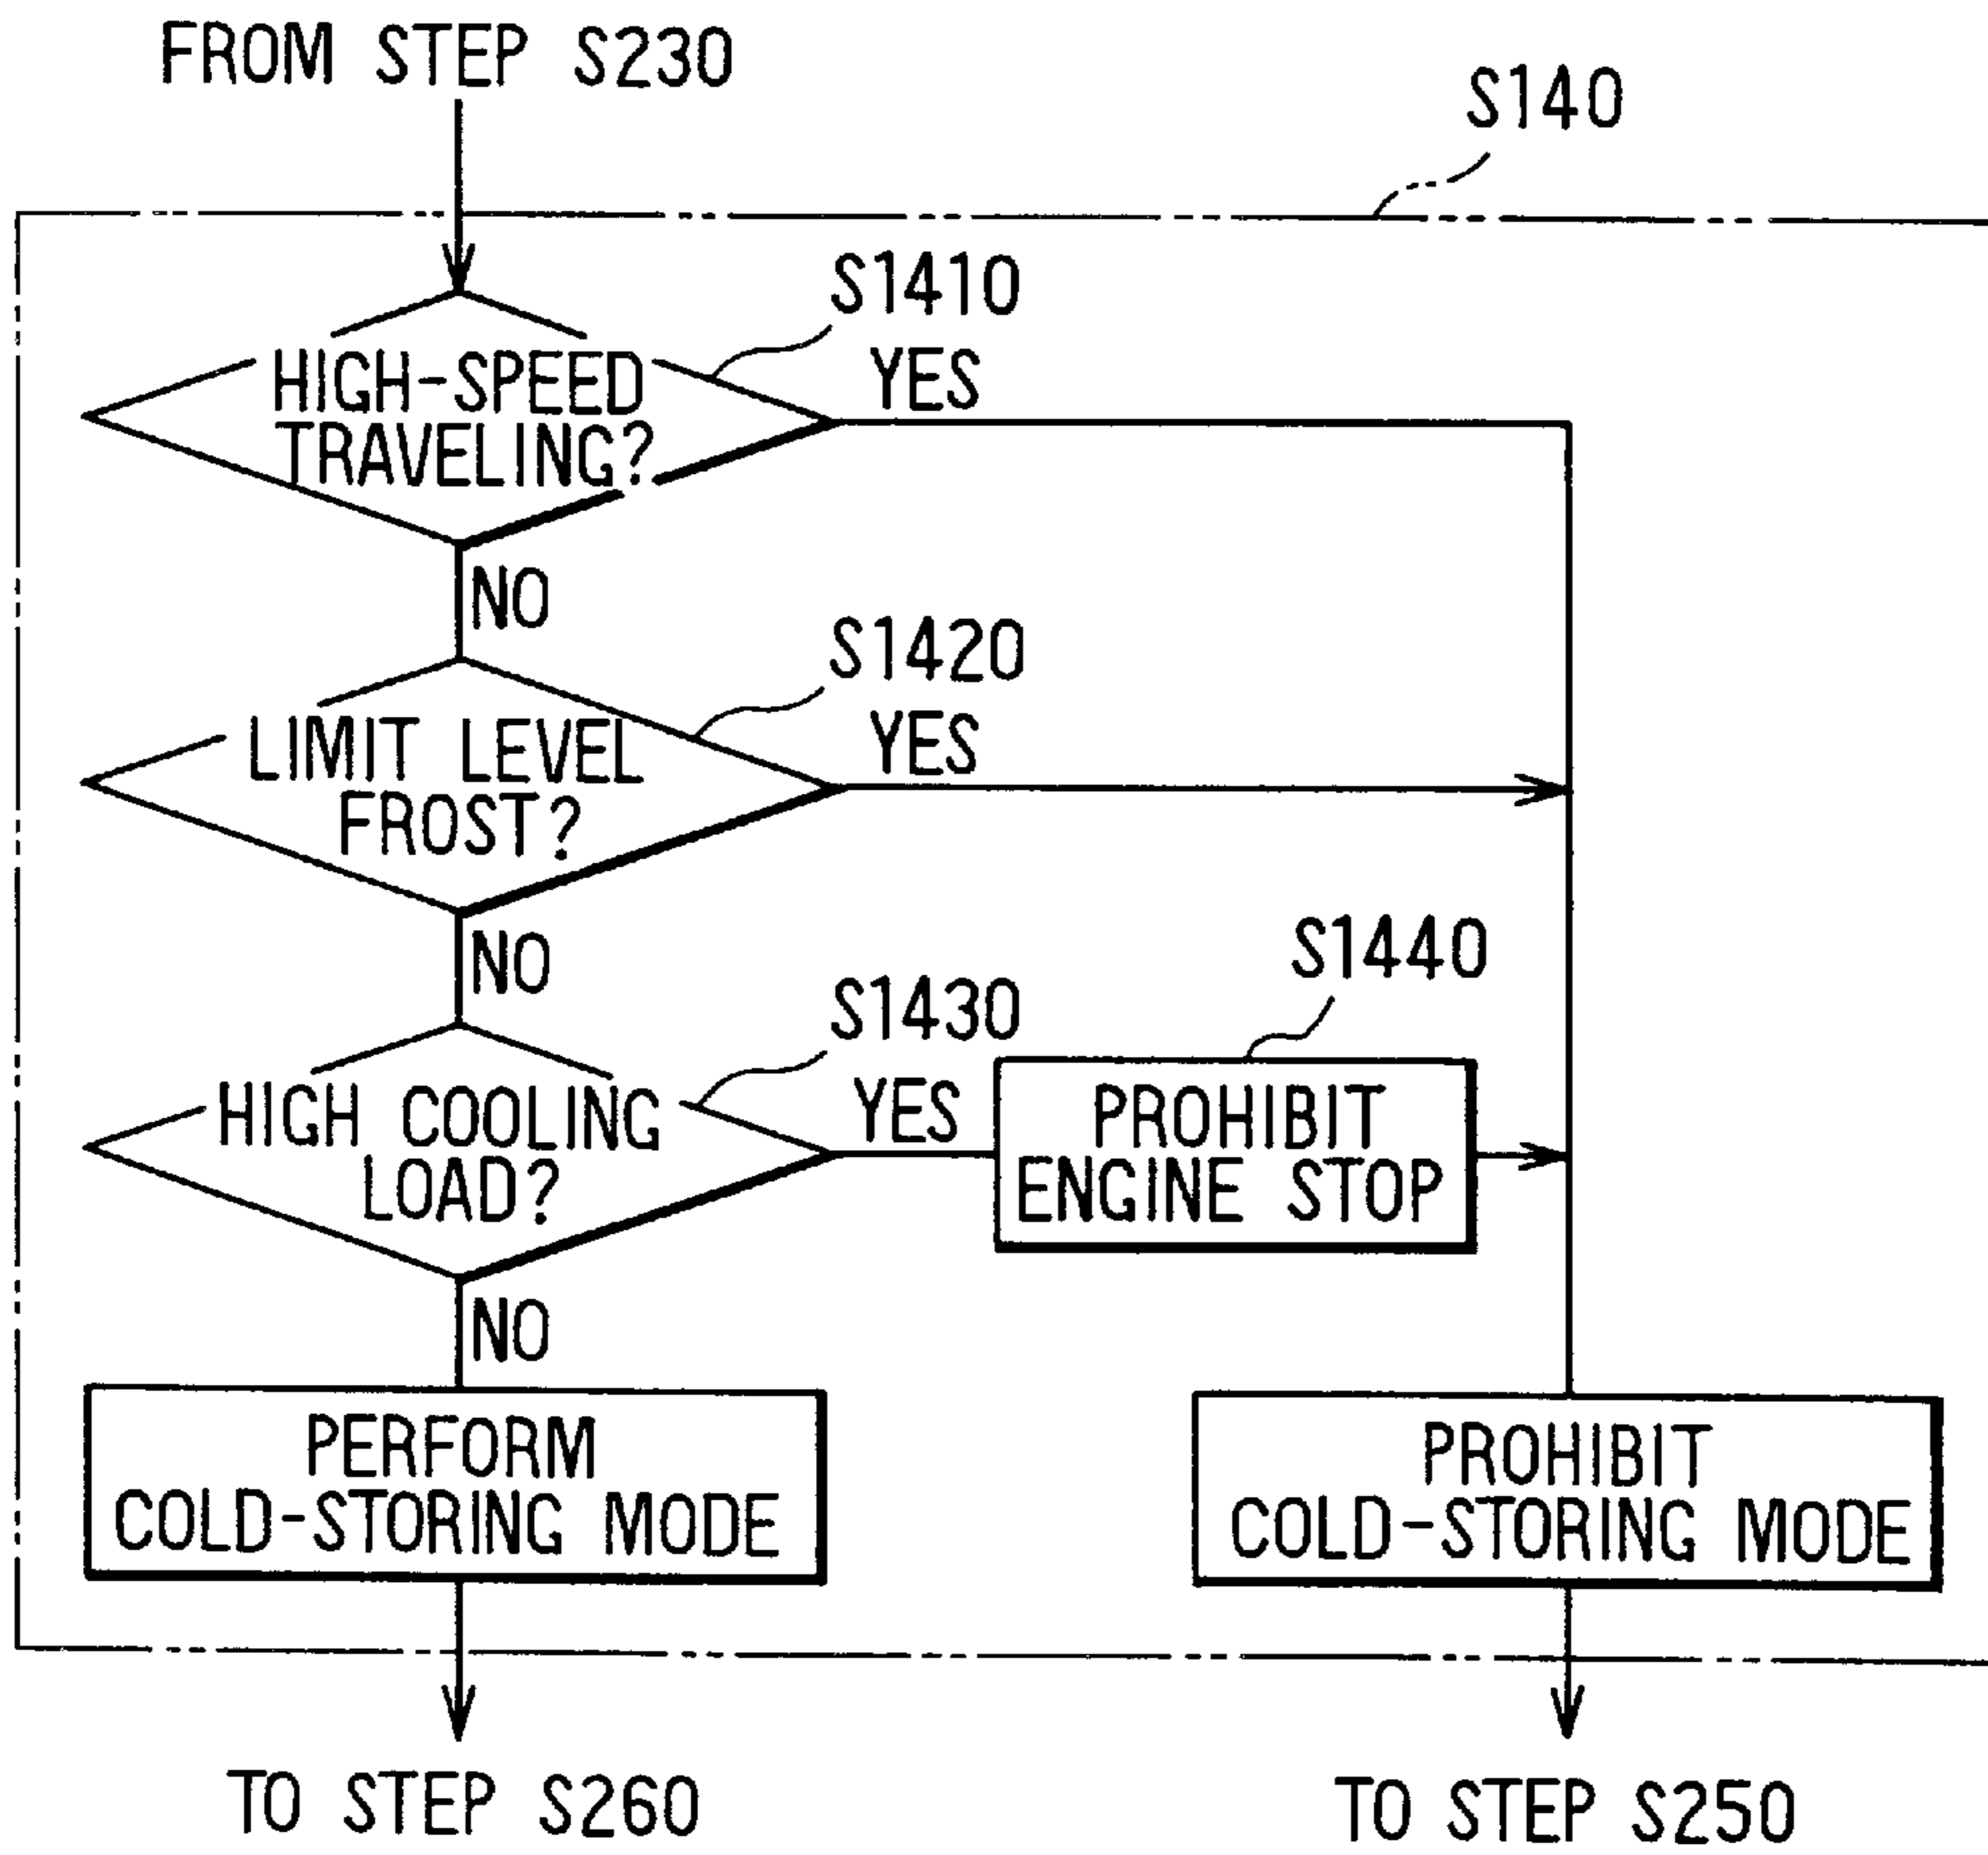 FROM STEP S230
S140
S1410
YES
HIGH-SPEED
TRAVELING?
NO
S1420
YES
LIMIT LEVEL
FROST?
NO
S1430
YES
HIGH COOLING
LOAD?
S1440
PROHIBIT
ENGINE STOP
NO
PERFORM
COLD-STORING MODE
PROHIBIT
COLD-STORING MODE
TO STEP S260
TO STEP S250